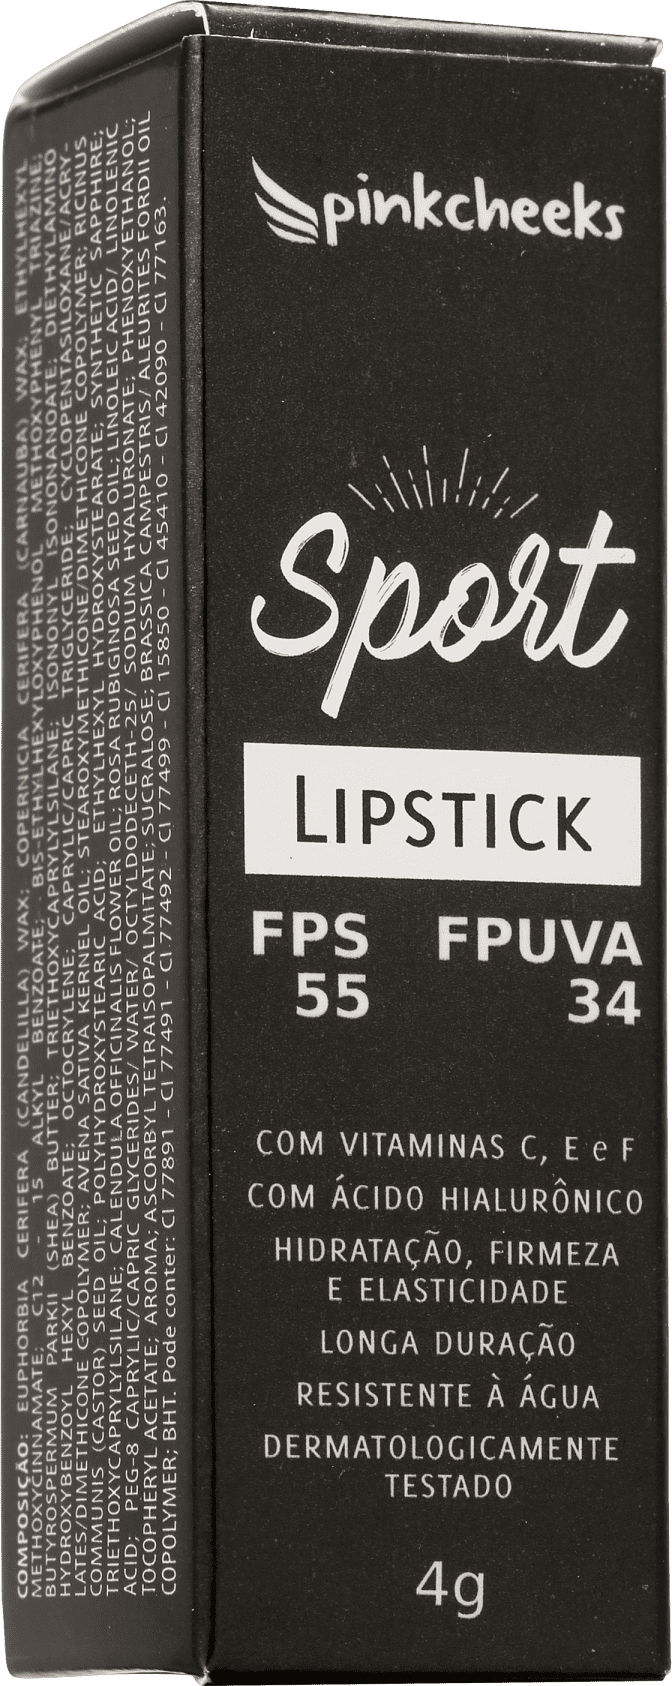 pinkcheeks
Sport
LIPSTICK
FPS FPUVA
55 34
COM VITAMINAS C, E e F
COM ÁCIDO HIALURÔNICO
HIDRATAÇÃO, FIRMEZA
E ELASTICIDADE
LONGA DURAÇÃO
RESISTENTE À ÁGUA
DERMATOLOGICAMENTE
TESTADO
4g
COMPOSIÇÃO: EUPHORBIA CERIFERA (CANDELILLA) WAX; COPERNICIA CERIFERA (CARNAUBA) WAX; ETHYLHEXYL
METHOXYCINNAMATE; C12 - 15 ALKYL BENZOATE; BIS-ETHYLHEXYLOXYPHENOL METHOXYPHENYL TRIAZINE;
BUTYROSPERMUM PARKII (SHEA) BUTTER; TRIETHOXYCAPRYLYLSILANE; ISONONYL ISONONANOATE; DIETHYLAMINO
HYDROXYBENZOYL HEXYL BENZOATE; OCTOCRYLENE; CAPRYLIC/CAPRIC TRIGLYCERIDE; CYCLOPENTASILOXANE/ACRY-
LATES/DIMETHICONE COPOLYMER; AVENA SATIVA KERNEL OIL; STEAROXYMETHICONE/DIMETHICONE COPOLYMER; RICINUS
COMMUNIS (CASTOR) SEED OIL; POLYHYDROXYSTEARIC ACID; ETHYLHEXYL HYDROXYSTEARATE; SYNTHETIC SAPPHIRE;
TRIETHOXYCAPRYLYLSILANE; CALENDULA OFFICINALIS FLOWER OIL; ROSA RUBIGINOSA SEED OIL; LINOLEIC ACID/ LINOLENIC
ACID; PEG-8 CAPRYLIC/CAPRIC GLYCERIDES/ WATER/ OCTYLDODECETH-25/ SODIUM HYALURONATE; PHENOXYETHANOL;
TOCOPHERYL ACETATE; AROMA; ASCORBYL TETRAISOPALMITATE; SUCRALOSE; BRASSICA CAMPESTRIS/ ALEURITES FORDII OIL
COPOLYMER; BHT. Pode conter: CI 77891 - CI 77491 - CI 77492 - CI 77499 - CI 15850 - CI 45410 - CI 42090 - CI 77163.